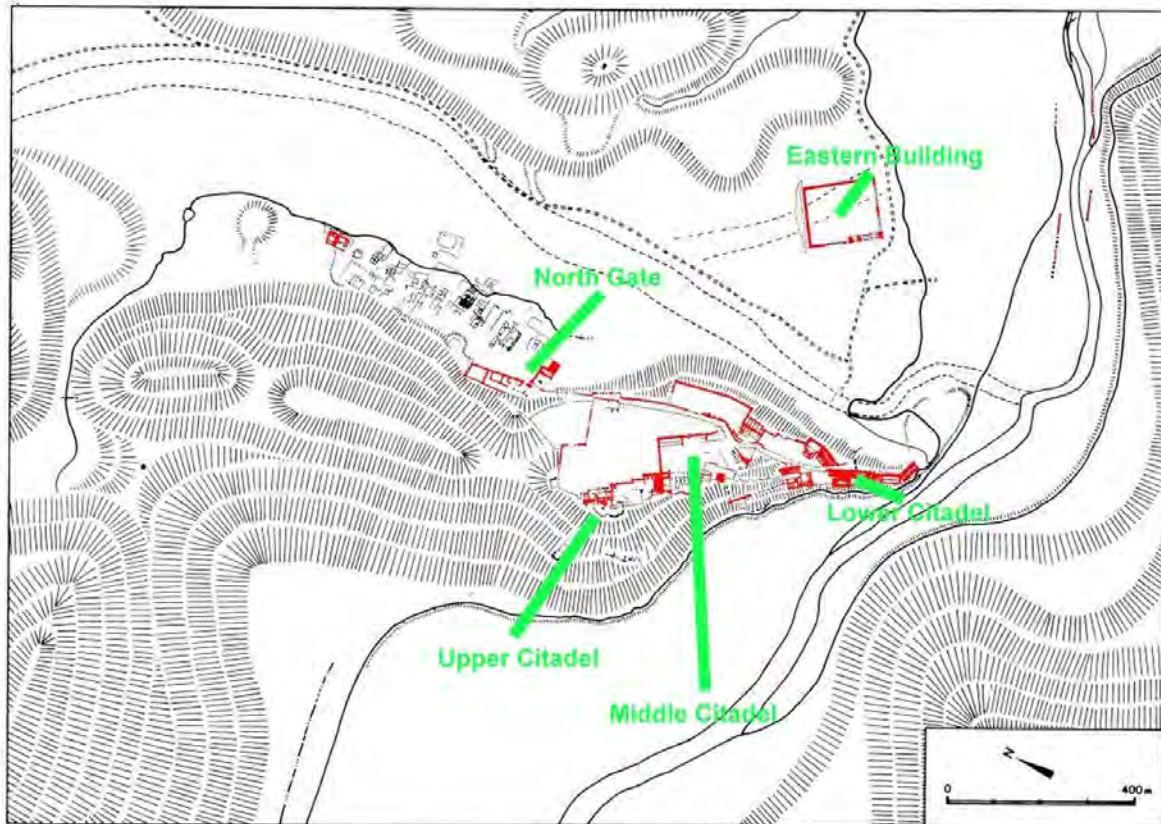 Eastern Building
North Gate
Lower Citadel
Upper Citadel
Middle Citadel
N
0 400 m